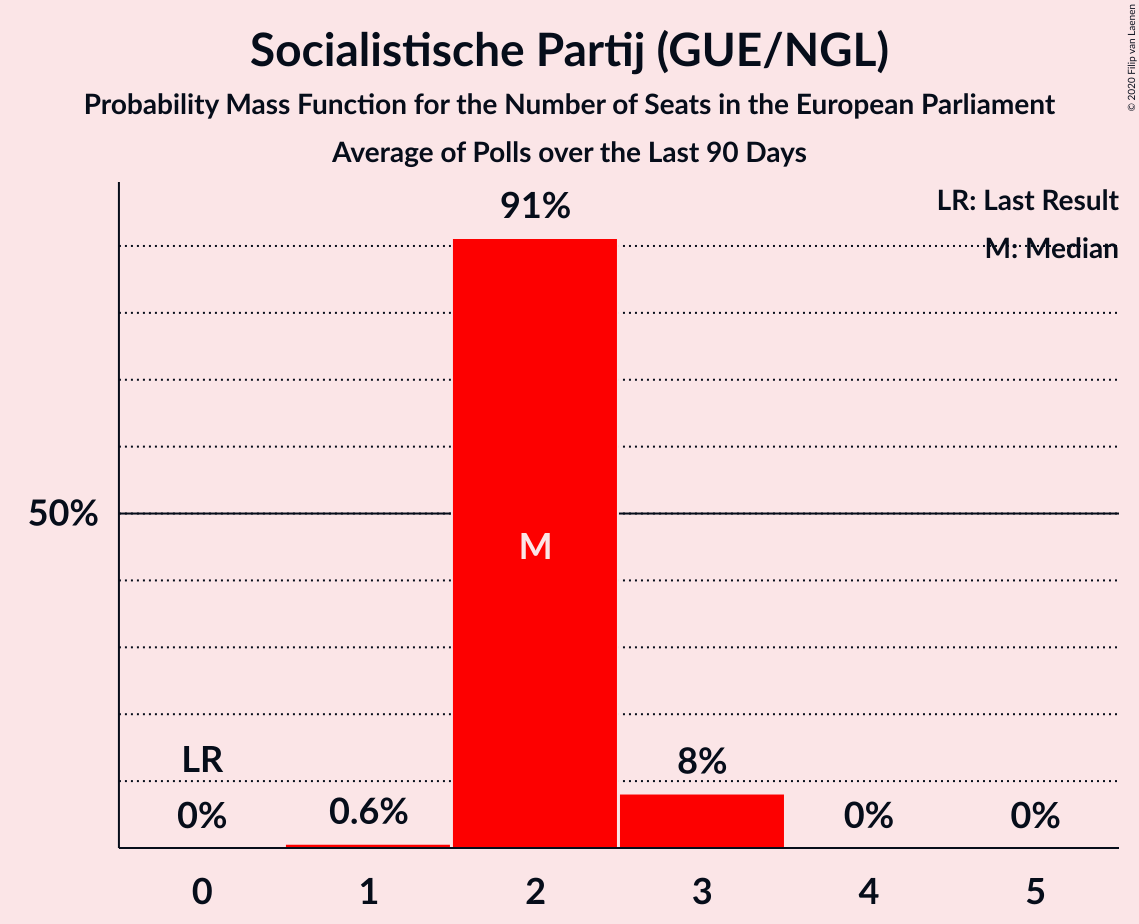 Socialistische Partij (GUE/NGL)
Probability Mass Function for the Number of Seats in the European Parliament
Average of Polls over the Last 90 Days
© 2020 Filip van Laenen
LR: Last Result
M: Median
91%
50%
M
LR
0%
0.6%
8%
0%
0%
0 1 2 3 4 5